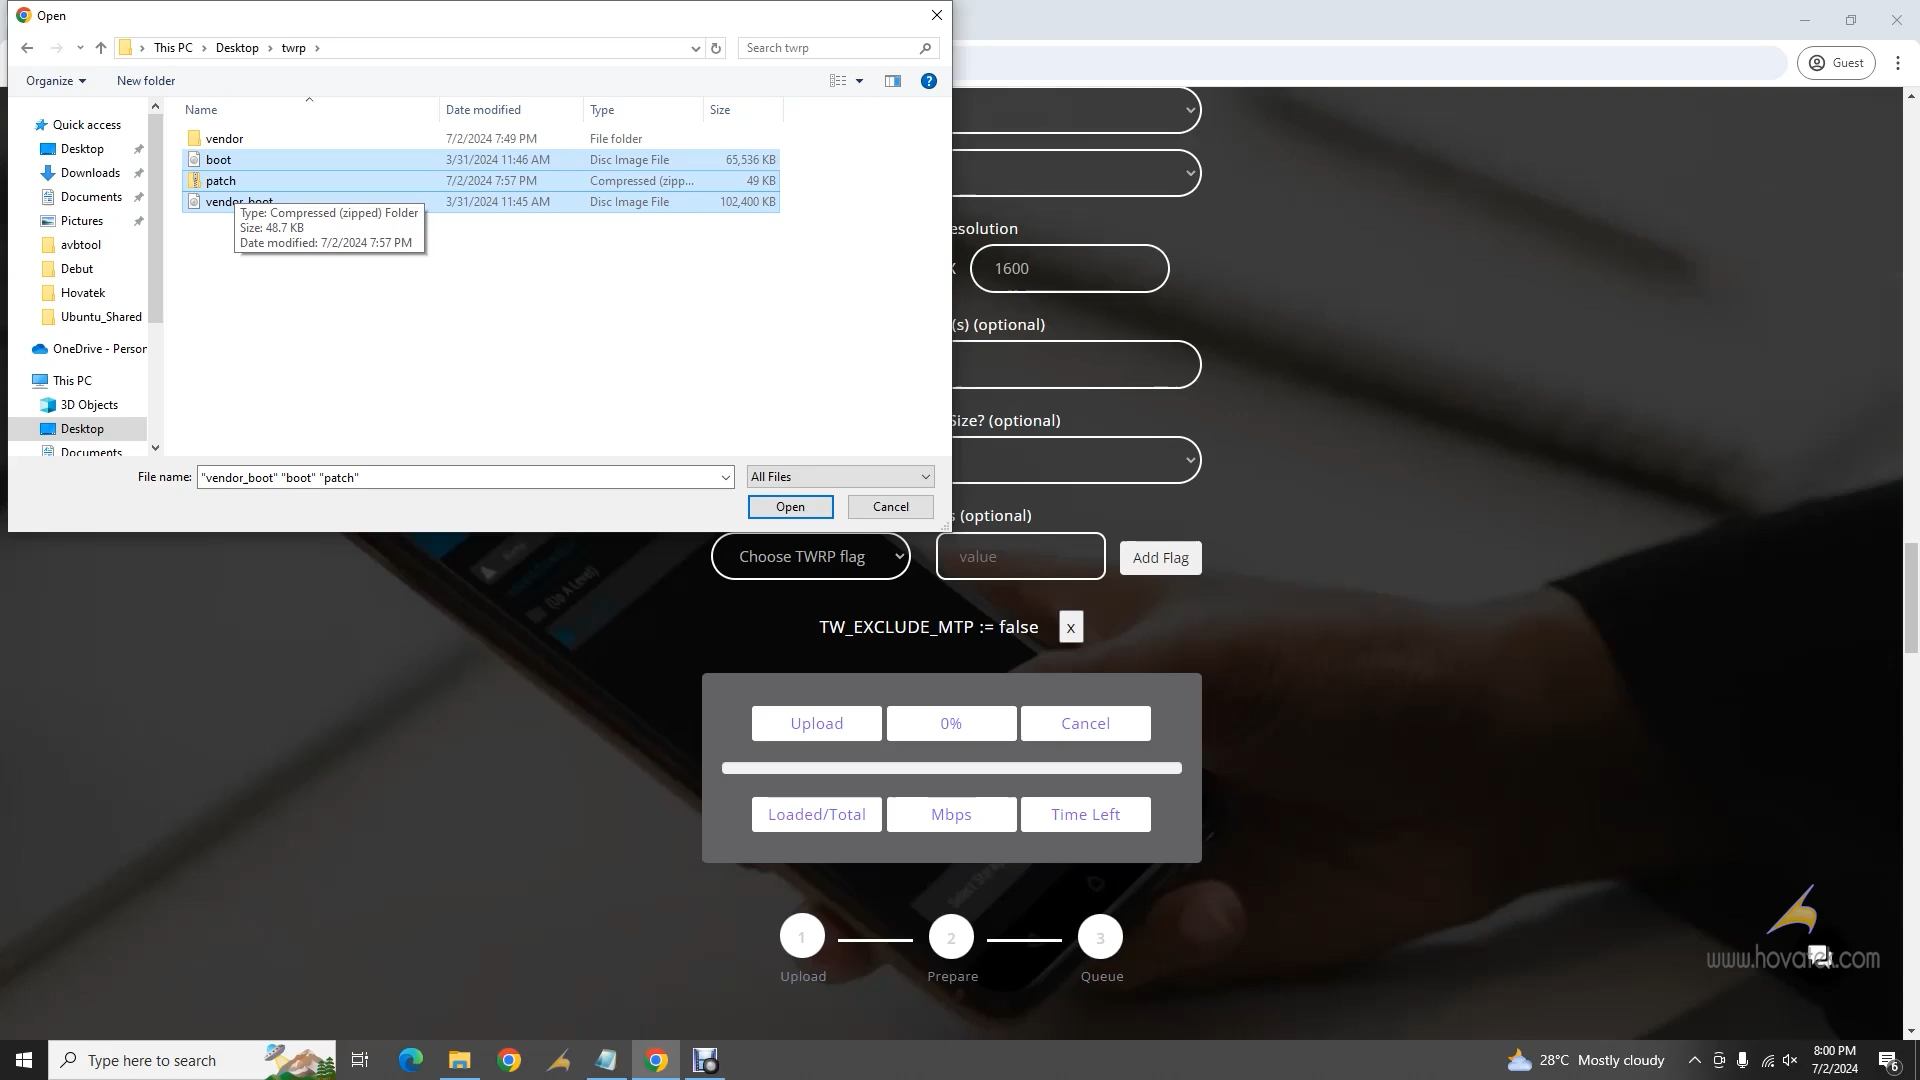 Open
This PC
Desktop
twrp
Search twrp
Guest
Organize
New folder
Name
Date modified
Type
Size
Quick access
Desktop
Downloads
Documents
Pictures
avbtool
Debut
Hovatek
Ubuntu_Shared
OneDrive - Person
This PC
3D Objects
Desktop
Documents
vendor
7/2/2024 7:49 PM
File folder
boot
3/31/2024 11:46 AM
Disc Image File
65,536 KB
patch
7/2/2024 7:57 PM
Compressed (zipp...
49 KB
vendor_boot
3/31/2024 11:45 AM
Disc Image File
102,400 KB
Type: Compressed (zipped) Folder
Size: 48.7 KB
Date modified: 7/2/2024 7:57 PM
File name:
"vendor_boot" "boot" "patch"
All Files
Open
Cancel
esolution
X
1600
(s) (optional)
Size? (optional)
s (optional)
Choose TWRP flag
value
Add Flag
TW_EXCLUDE_MTP := false
x
Upload
0%
Cancel
Loaded/Total
Mbps
Time Left
1
2
3
Upload
Prepare
Queue
www.hovatek.com
Type here to search
28°C Mostly cloudy
8:00 PM
7/2/2024
6